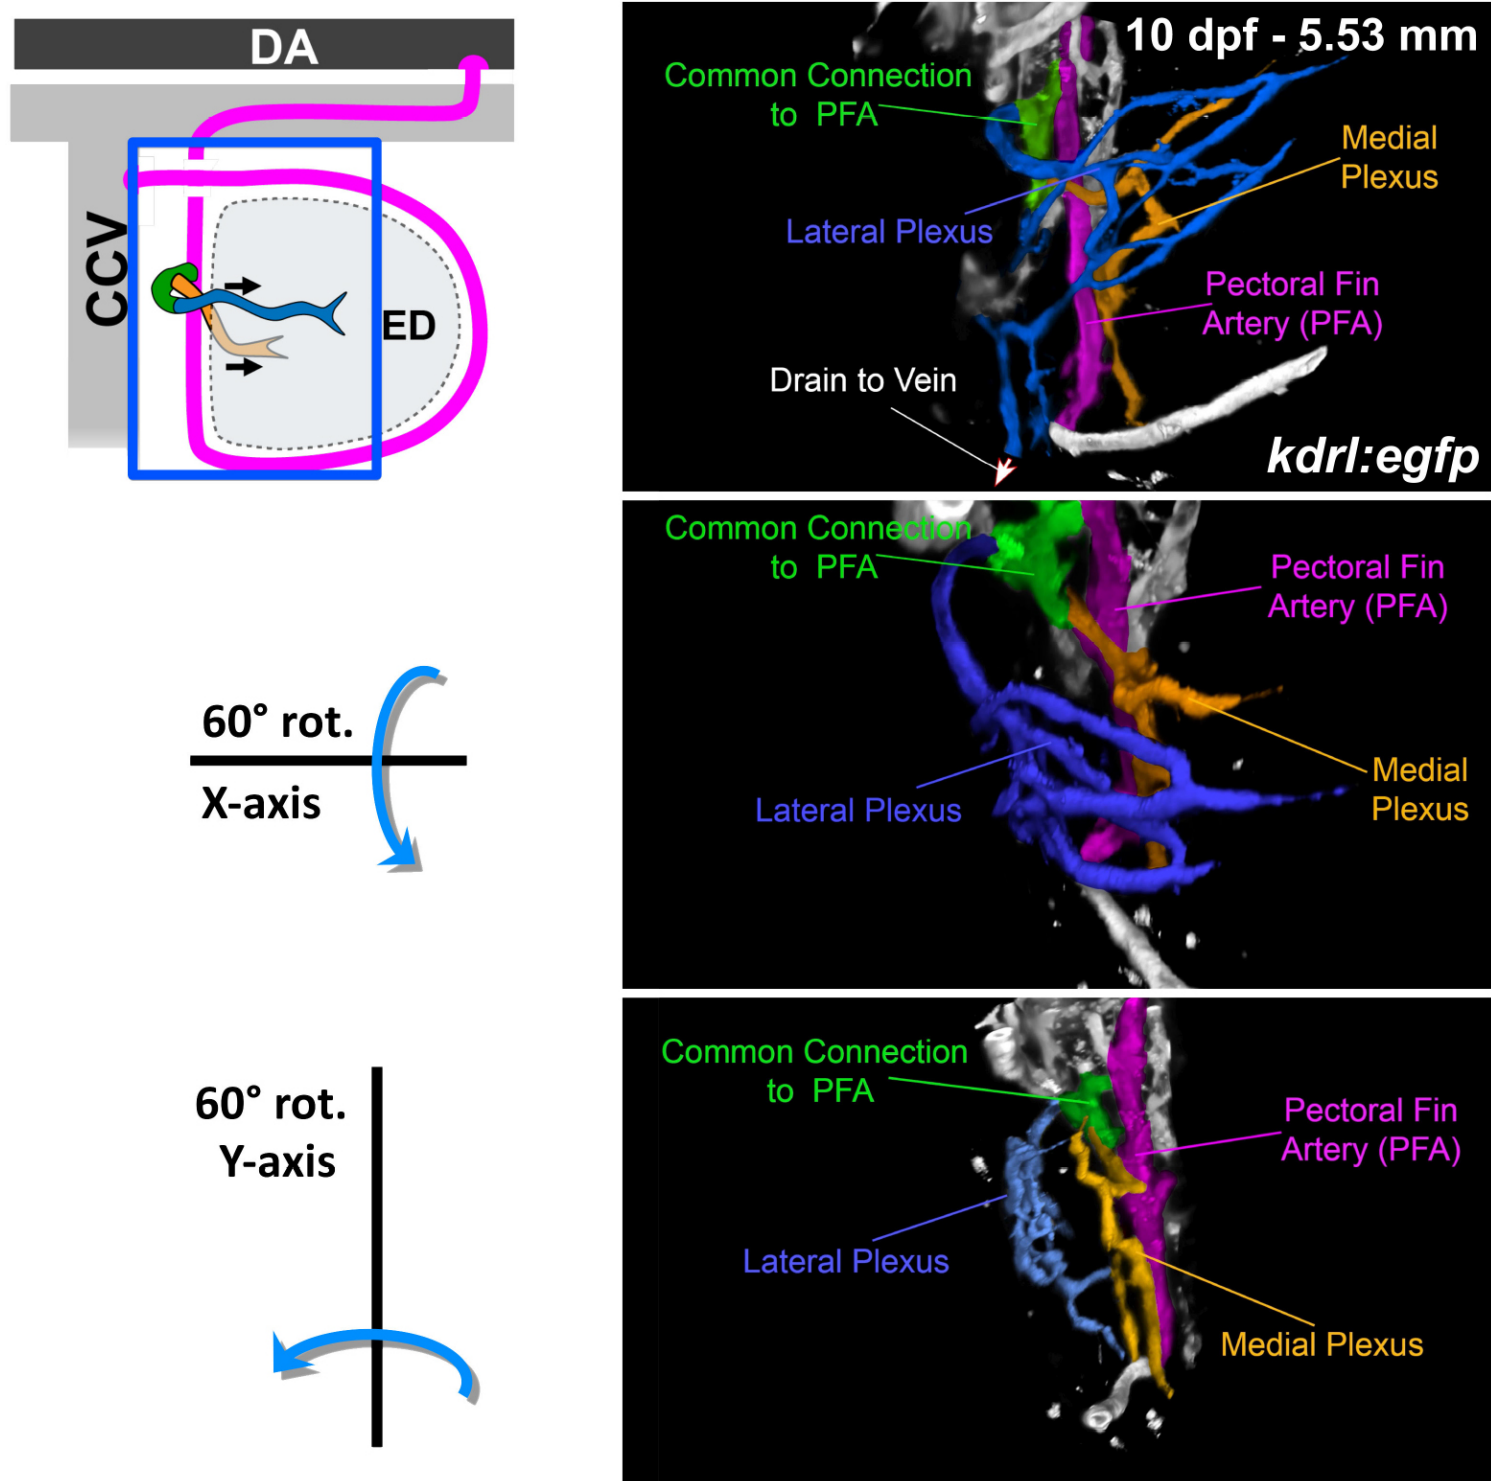 DA
CCV
ED
10 dpf - 5.53 mm
Common Connection
to PFA
Medial
Plexus
Lateral Plexus
Pectoral Fin
Artery (PFA)
Drain to Vein
kdrl:egfp
60° rot.
X-axis
Common Connection
to PFA
Pectoral Fin
Artery (PFA)
Medial
Plexus
Lateral Plexus
60° rot.
Y-axis
Common Connection
to PFA
Pectoral Fin
Artery (PFA)
Lateral Plexus
Medial Plexus